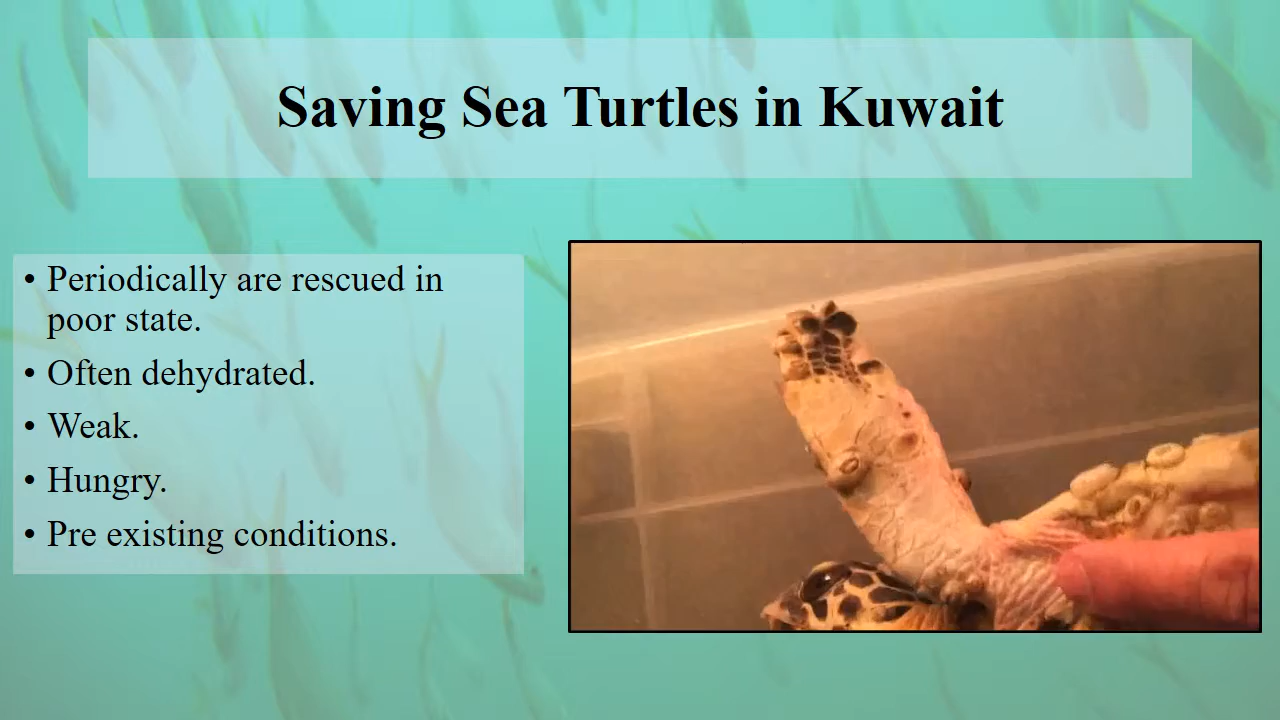 Saving Sea Turtles in Kuwait
• Periodically are rescued in
poor state.
• Often dehydrated.
• Weak.
• Hungry.
• Pre existing conditions.